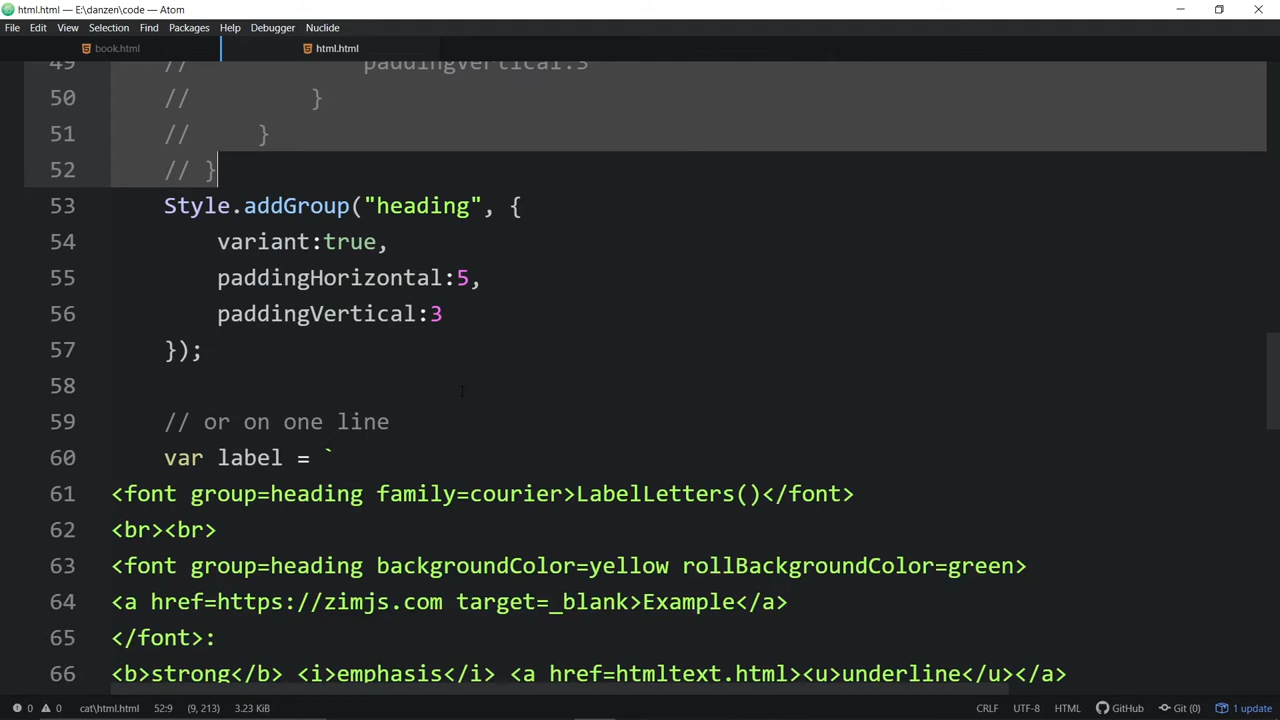 html.html — E:\danzen\code — Atom
File Edit View Selection Find Packages Help Debugger Nuclide
book.html html.html
49 // paddingVertical:3
50 // }
51 // }
52 // }
53 Style.addGroup("heading", {
54 variant:true,
55 paddingHorizontal:5,
56 paddingVertical:3
57 });
58
59 // or on one line
60 var label = `
61 <font group=heading family=courier>LabelLetters()</font>
62 <br><br>
63 <font group=heading backgroundColor=yellow rollBackgroundColor=green>
64 <a href=https://zimjs.com target=_blank>Example</a>
65 </font>:
66 <b>strong</b> <i>emphasis</i> <a href=htmltext.html><u>underline</u></a>
0 0 cat\html.html 52:9 (9, 213) 3.23 KiB CRLF UTF-8 HTML GitHub Git (0) 1 update